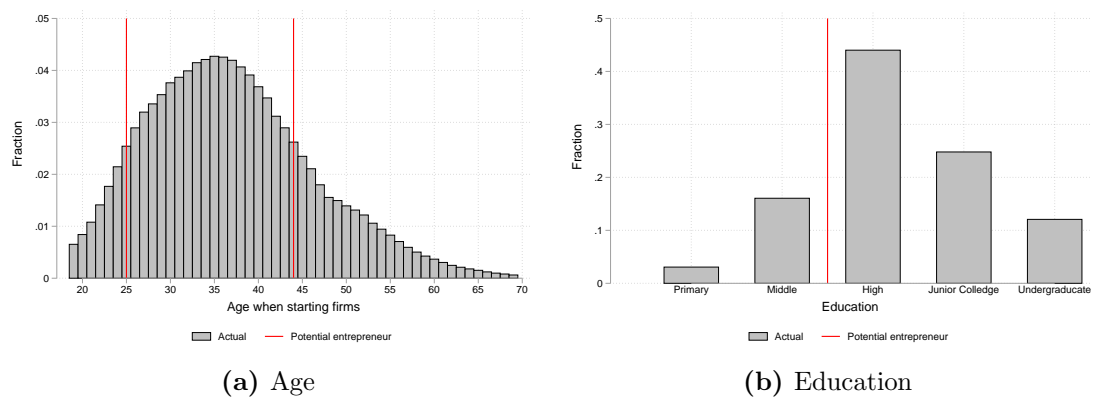 .05
.04
.03
.02
.01
0
Fraction
20 25 30 35 40 45 50 55 60 65 70
Age when starting firms
Actual Potential entrepreneur
(a) Age
.5
.4
.3
.2
.1
0
Fraction
Primary Middle High Junior Colledge Undergraduate
Education
Actual Potential entrepreneur
(b) Education